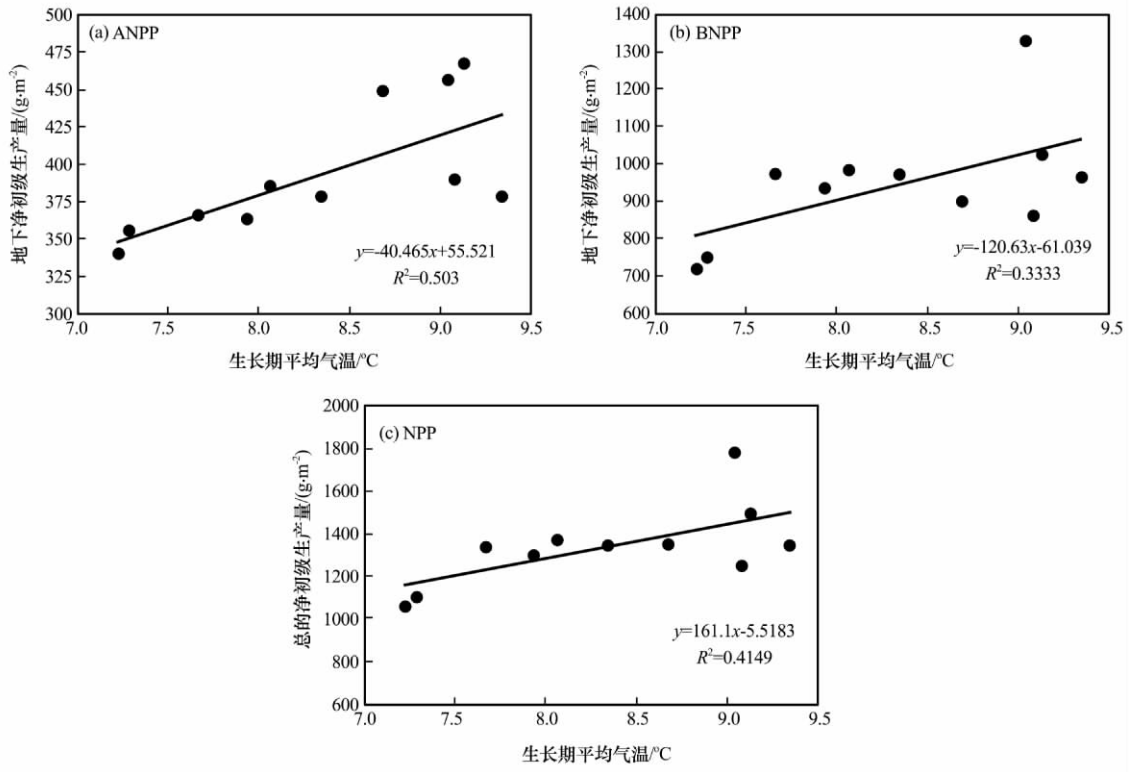 (a) ANPP
地下净初级生产量/(g·m-2)
500
475
450
425
400
375
350
325
300
y=-40.465x+55.521
R2=0.503
7.0 7.5 8.0 8.5 9.0 9.5
生长期平均气温/°C
(b) BNPP
地下净初级生产量/(g·m-2)
1400
1300
1200
1100
1000
900
800
700
600
y=-120.63x-61.039
R2=0.3333
7.0 7.5 8.0 8.5 9.0 9.5
生长期平均气温/°C
(c) NPP
总的净初级生产量/(g·m-2)
2000
1800
1600
1400
1200
1000
800
600
y=161.1x-5.5183
R2=0.4149
7.0 7.5 8.0 8.5 9.0 9.5
生长期平均气温/°C